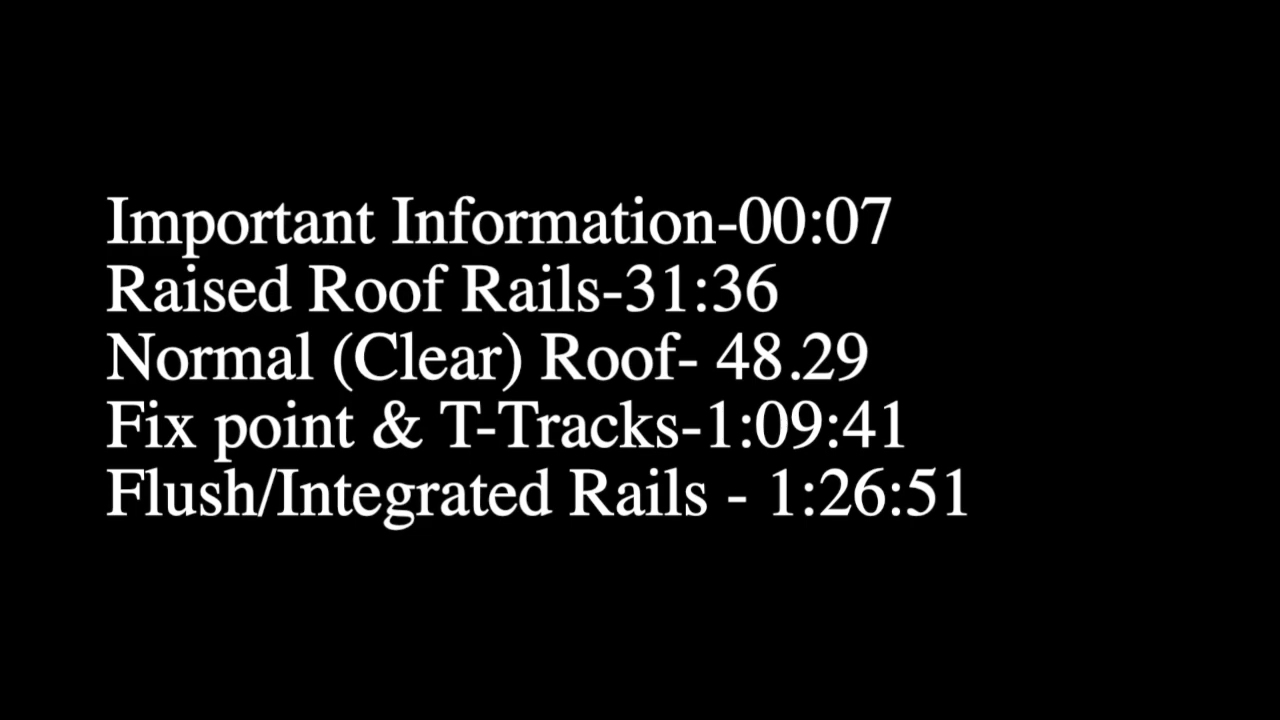 Important Information-00:07
Raised Roof Rails-31:36
Normal (Clear) Roof- 48.29
Fix point & T-Tracks-1:09:41
Flush/Integrated Rails - 1:26:51